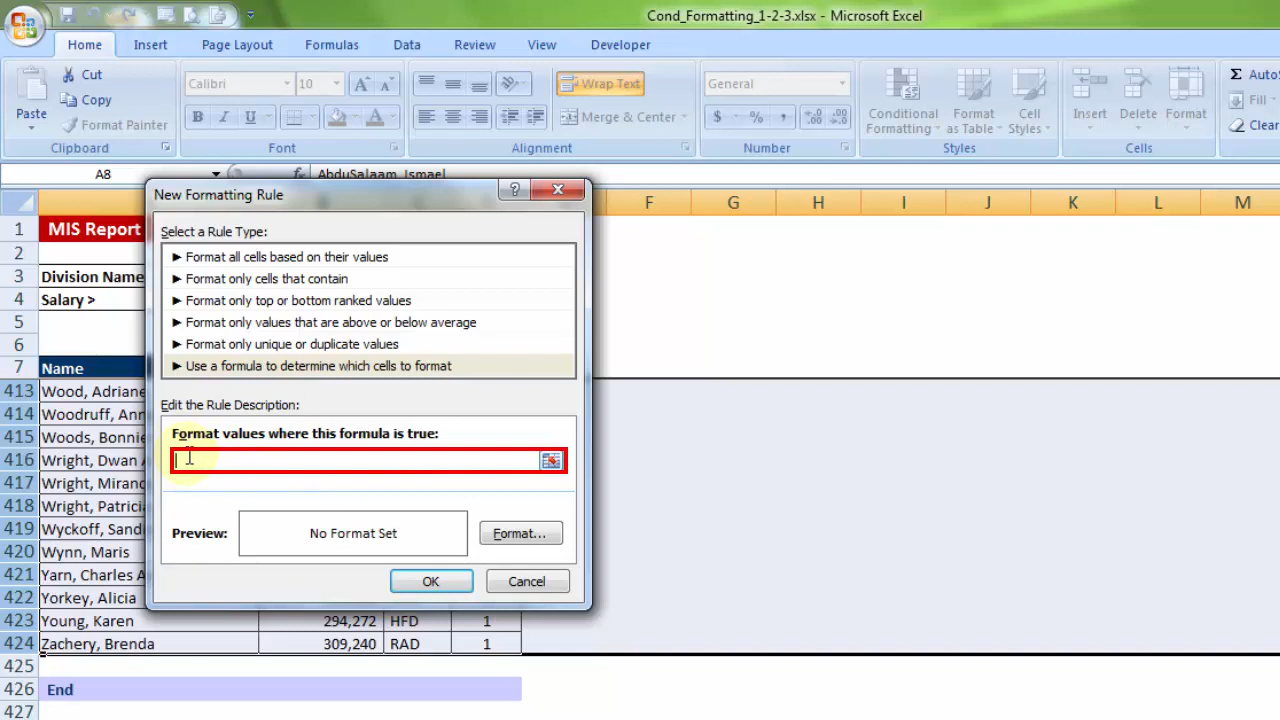 Cond_Formatting_1-2-3.xlsx - Microsoft Excel
Home Insert Page Layout Formulas Data Review View Developer
Cut
Copy
Format Painter
Paste
Clipboard
Calibri 10 A A
B I U A
Font
Wrap Text
Merge & Center
Alignment
General
$ % , .0 .00 .00 .0
Number
Conditional Formatting
Format as Table
Cell Styles
Styles
Insert Delete Format
Cells
Σ Auto
Fill
Clear
A8 fx AbduSalaam, Ismael
F G H I J K L M
1 MIS Report
2
3 Division Name
4 Salary >
5
6
7 Name
413 Wood, Adriane
414 Woodruff, Ann
415 Woods, Bonnie
416 Wright, Dwan A
417 Wright, Miran
418 Wright, Patrici
419 Wyckoff, Sand
420 Wynn, Maris
421 Yarn, Charles A
422 Yorkey, Alicia
423 Young, Karen 294,272 HFD 1
424 Zachery, Brenda 309,240 RAD 1
425
426 End
427
New Formatting Rule
Select a Rule Type:
► Format all cells based on their values
► Format only cells that contain
► Format only top or bottom ranked values
► Format only values that are above or below average
► Format only unique or duplicate values
► Use a formula to determine which cells to format
Edit the Rule Description:
Format values where this formula is true:
Preview: No Format Set Format...
OK Cancel